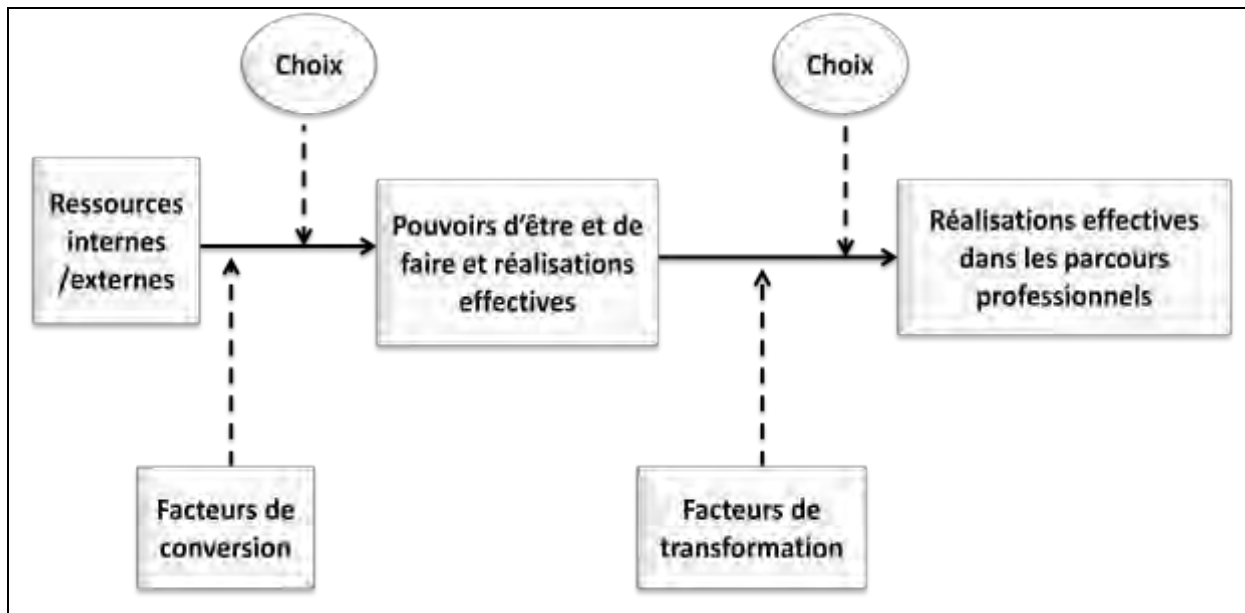 Choix
Choix
Ressources
internes
/externes
Pouvoirs d'être et de
faire et réalisations
effectives
Réalisations effectives
dans les parcours
professionnels
Facteurs de
conversion
Facteurs de
transformation